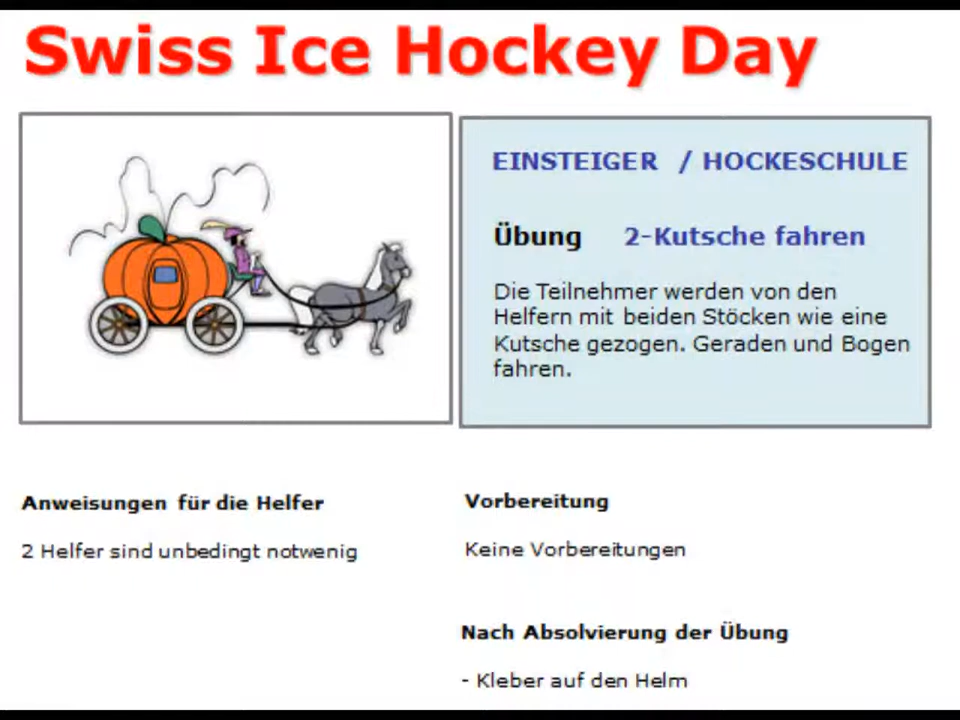 Swiss Ice Hockey Day
EINSTEIGER / HOCKESCHULE
Übung 2-Kutsche fahren
Die Teilnehmer werden von den
Helfern mit beiden Stöcken wie eine
Kutsche gezogen. Geraden und Bogen
fahren.
Anweisungen für die Helfer
2 Helfer sind unbedingt notwenig
Vorbereitung
Keine Vorbereitungen
Nach Absolvierung der Übung
- Kleber auf den Helm